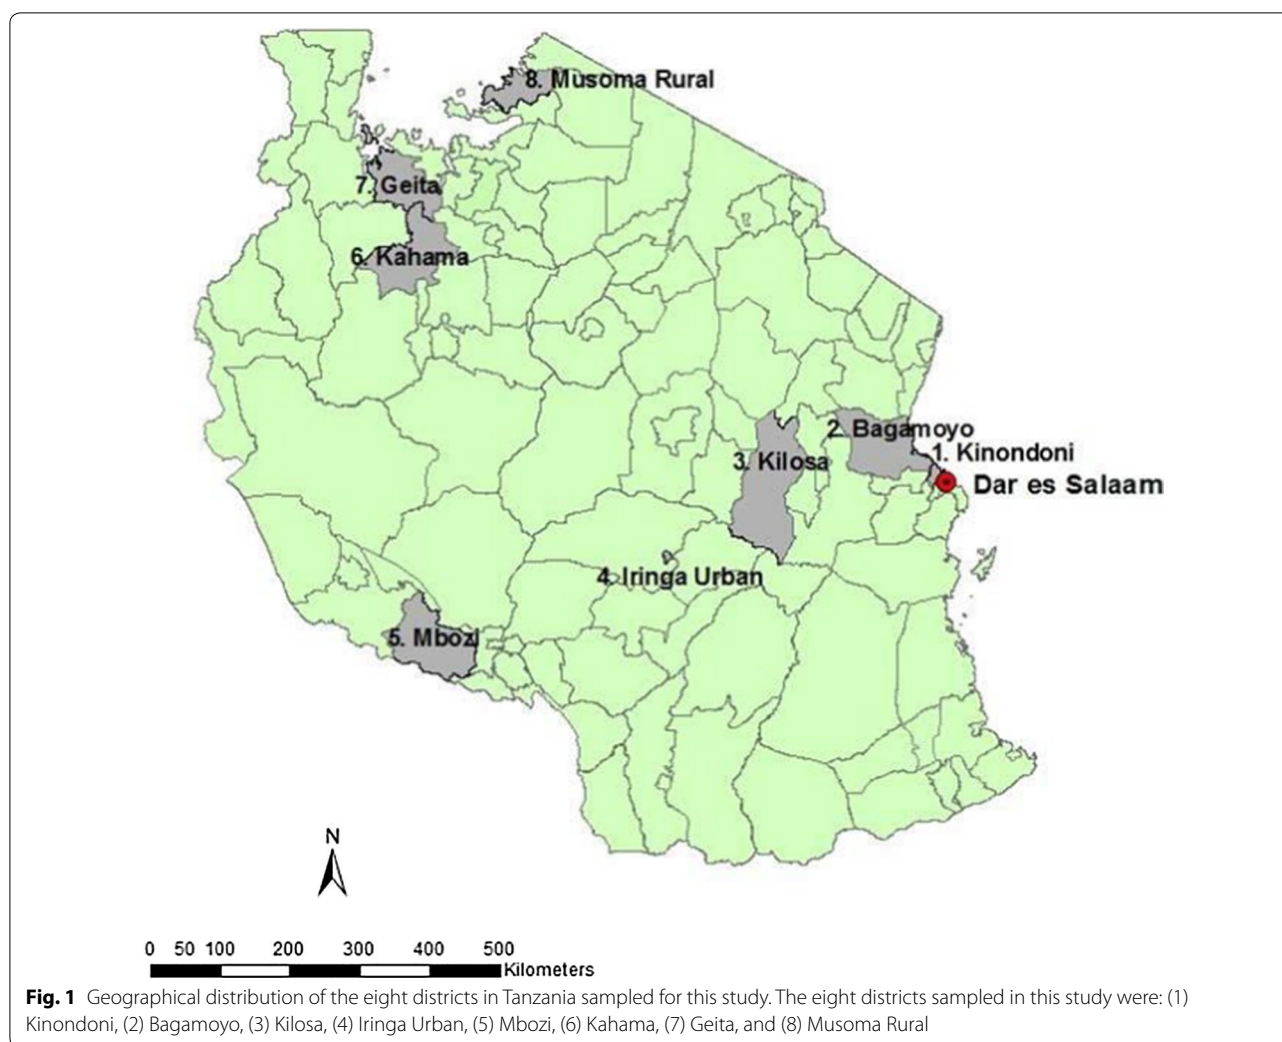 8. Musoma Rural
7. Geita
6. Kahama
2. Bagamoyo
1. Kinondoni
3. Kilosa
Dar es Salaam
4. Iringa Urban
5. Mbozi
N
0 50 100 200 300 400 500
Kilometers
Fig. 1 Geographical distribution of the eight districts in Tanzania sampled for this study. The eight districts sampled in this study were: (1)
Kinondoni, (2) Bagamoyo, (3) Kilosa, (4) Iringa Urban, (5) Mbozi, (6) Kahama, (7) Geita, and (8) Musoma Rural